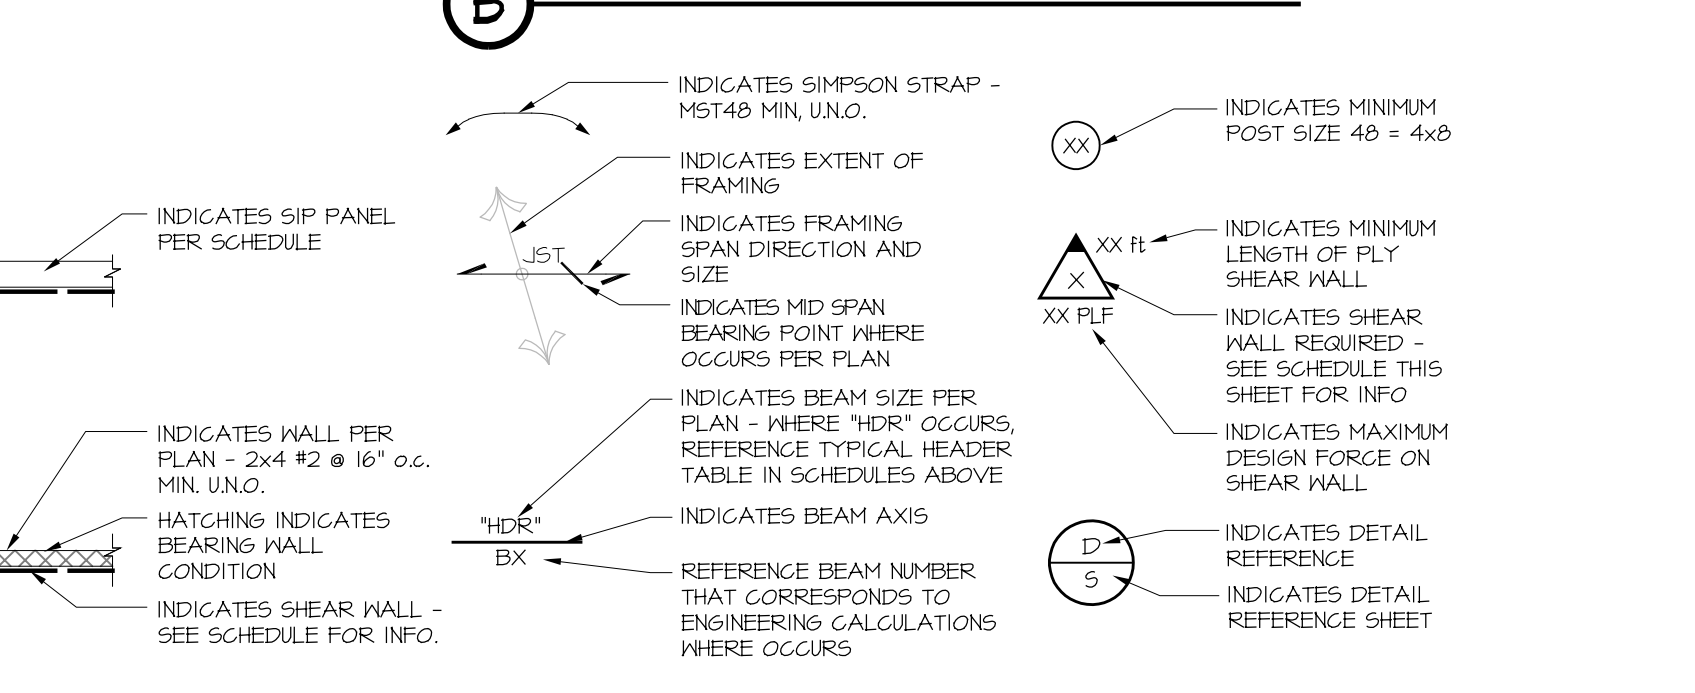 B
INDICATES SIP PANEL
PER SCHEDULE
INDICATES WALL PER
PLAN - 2x4 #2 @ 16" o.c.
MIN. U.N.O.
HATCHING INDICATES
BEARING WALL
CONDITION
INDICATES SHEAR WALL -
SEE SCHEDULE FOR INFO.
INDICATES SIMPSON STRAP -
MST48 MIN, U.N.O.
INDICATES EXTENT OF
FRAMING
JST
INDICATES FRAMING
SPAN DIRECTION AND
SIZE
INDICATES MID SPAN
BEARING POINT WHERE
OCCURS PER PLAN
INDICATES BEAM SIZE PER
PLAN - WHERE "HDR" OCCURS,
REFERENCE TYPICAL HEADER
TABLE IN SCHEDULES ABOVE
"HDR"
BX
INDICATES BEAM AXIS
REFERENCE BEAM NUMBER
THAT CORRESPONDS TO
ENGINEERING CALCULATIONS
WHERE OCCURS
XX
INDICATES MINIMUM
POST SIZE 48 = 4x8
XX ft
X
XX PLF
INDICATES MINIMUM
LENGTH OF PLY
SHEAR WALL
INDICATES SHEAR
WALL REQUIRED -
SEE SCHEDULE THIS
SHEET FOR INFO
INDICATES MAXIMUM
DESIGN FORCE ON
SHEAR WALL
D
S
INDICATES DETAIL
REFERENCE
INDICATES DETAIL
REFERENCE SHEET